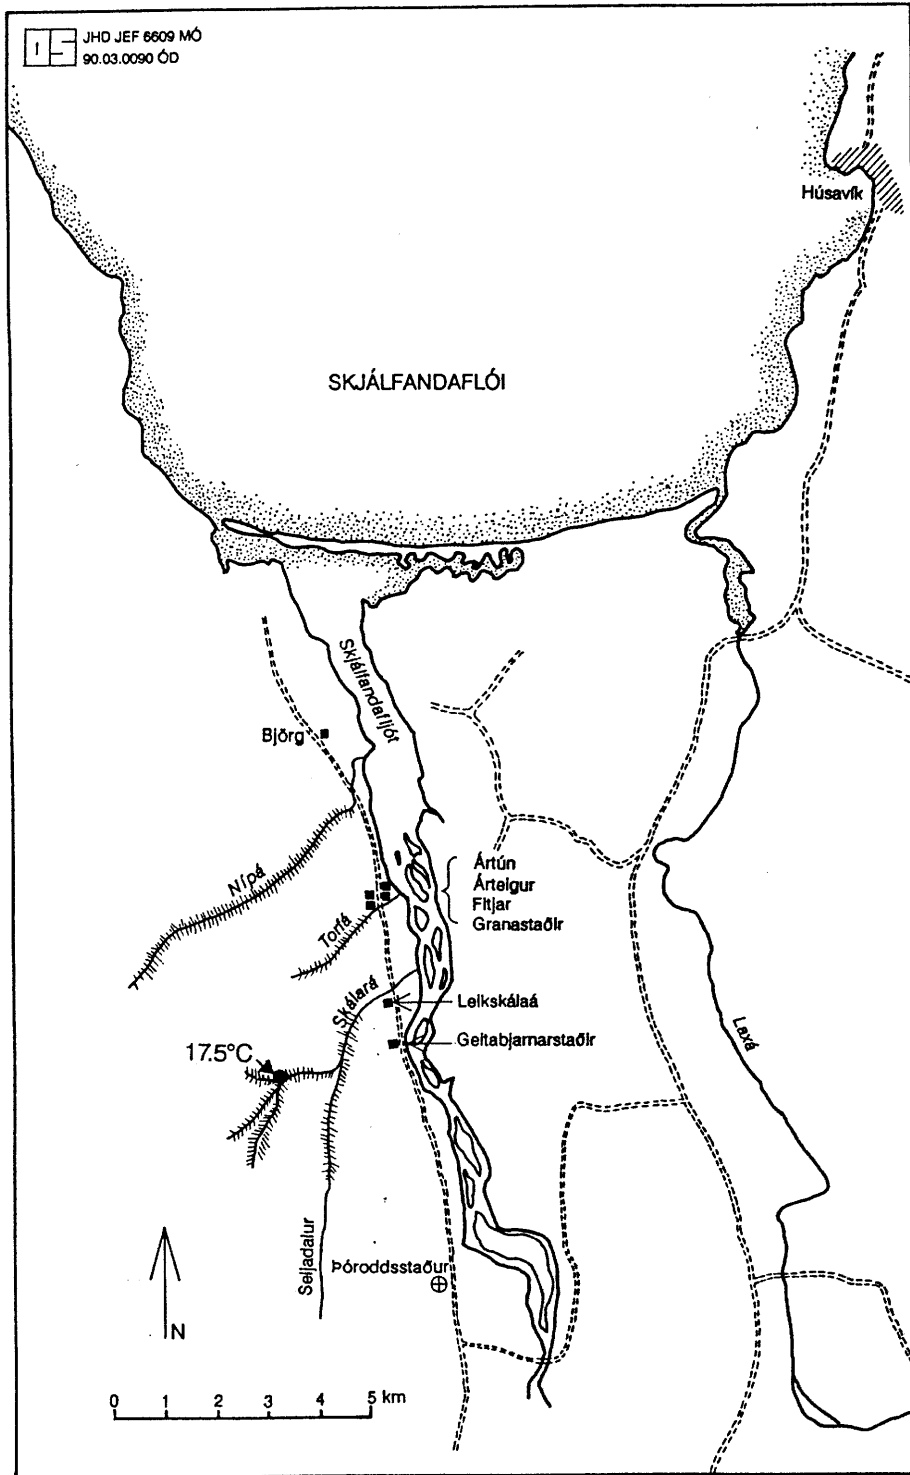 OS
JHD JEF 6609 MÓ
90.03.0090 ÓD
Húsavík
SKJÁLFANDAFLÓI
Skjálfandafljót
Björg
Nípá
Ártún
Árteigur
Fitjar
Granastaðir
Torfá
Skálará
Leikskálaá
Geitabjarnarstaðir
Laxá
17.5°C
Seljadalur
Þóroddsstaður
N
0 1 2 3 4 5 km